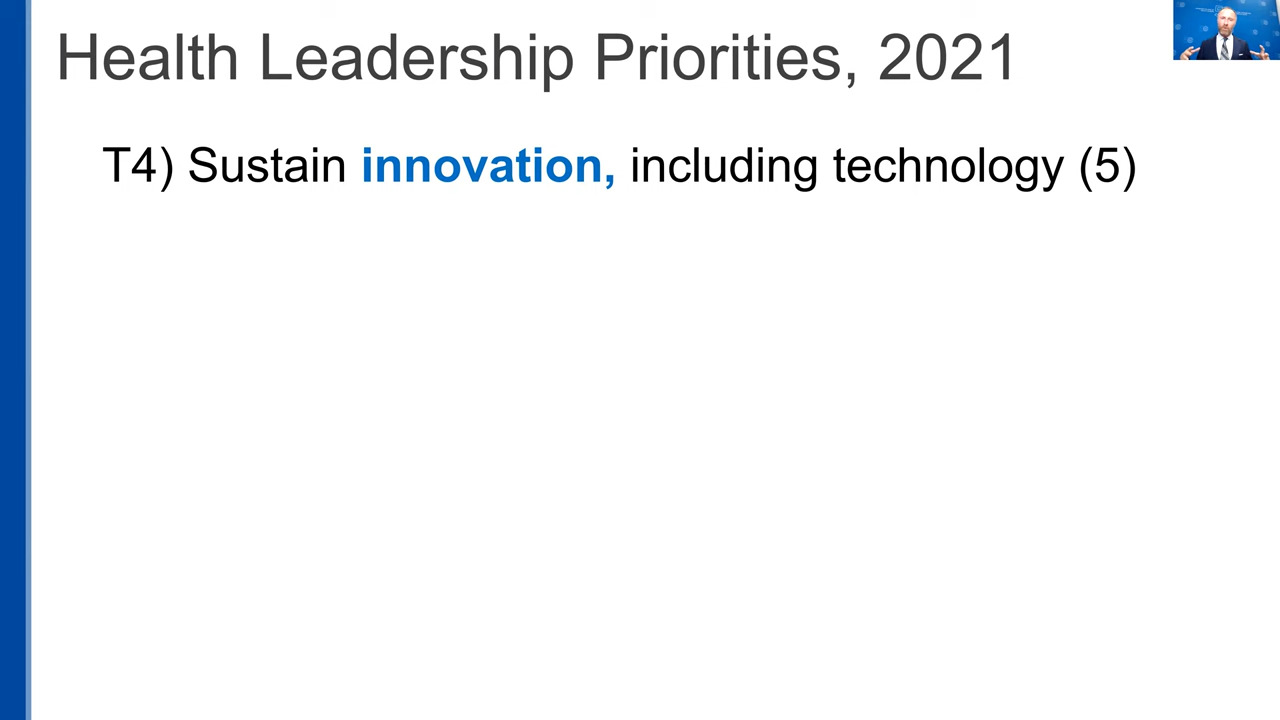 Health Leadership Priorities, 2021
T4) Sustain innovation, including technology (5)